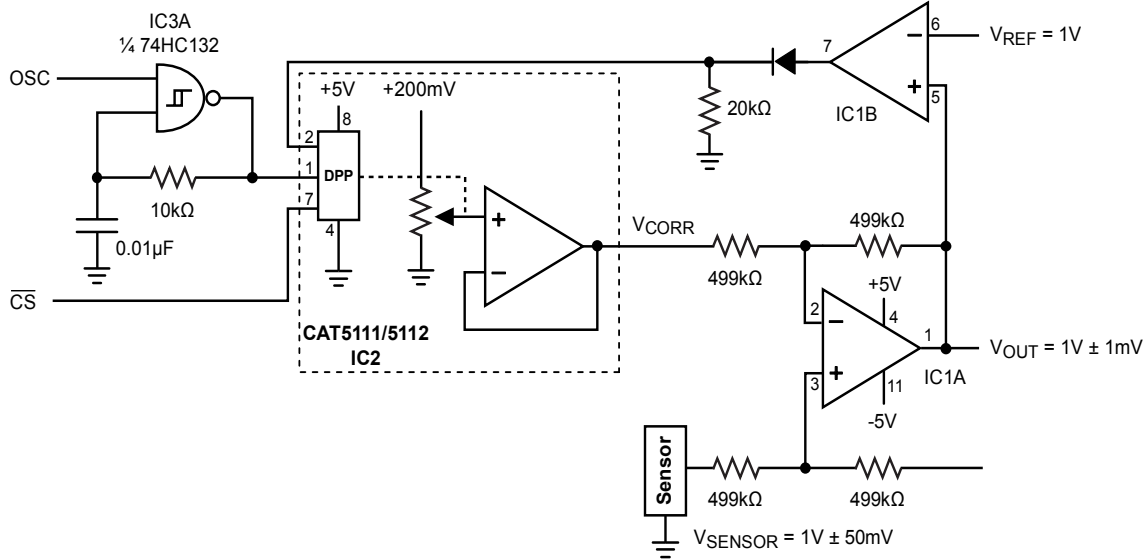 IC3A
¼ 74HC132
OSC
10kΩ
0.01µF
CS
+5V
8
2
1
7
4
DPP
+200mV
+
−
CAT5111/5112
IC2
20kΩ
7
−
6
+
5
IC1B
VREF = 1V
VCORR
499kΩ
499kΩ
+5V
2
−
4
1
3
+
11
-5V
IC1A
VOUT = 1V ± 1mV
Sensor
499kΩ
499kΩ
VSENSOR = 1V ± 50mV